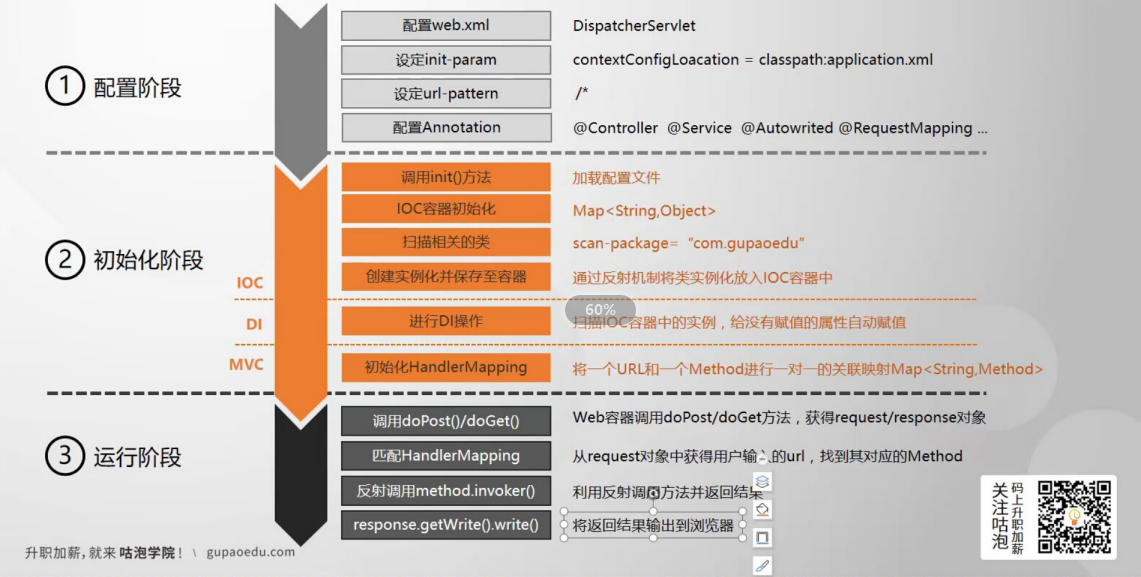 配置web.xml DispatcherServlet
设定init-param contextConfigLoacation = classpath:application.xml
① 配置阶段
设定url-pattern /*
配置Annotation @Controller @Service @Autowrited @RequestMapping ...
调用init()方法 加载配置文件
IOC容器初始化 Map<String,Object>
扫描相关的类 scan-package= “com.gupaoedu”
② 初始化阶段
创建实例化并保存至容器 通过反射机制将类实例化放入IOC容器中
IOC
60%
DI 进行DI操作 扫描IOC容器中的实例，给没有赋值的属性自动赋值
MVC 初始化HandlerMapping 将一个URL和一个Method进行一对一的关联映射Map<String,Method>
调用doPost()/doGet() Web容器调用doPost/doGet方法，获得request/response对象
③ 运行阶段
匹配HandlerMapping 从request对象中获得用户输入的url，找到其对应的Method
反射调用method.invoker() 利用反射调用方法并返回结果
response.getWrite().write() 将返回结果输出到浏览器
关注咕泡
码上升职加薪
升职加薪，就来 咕泡学院！ \ gupaoedu.com